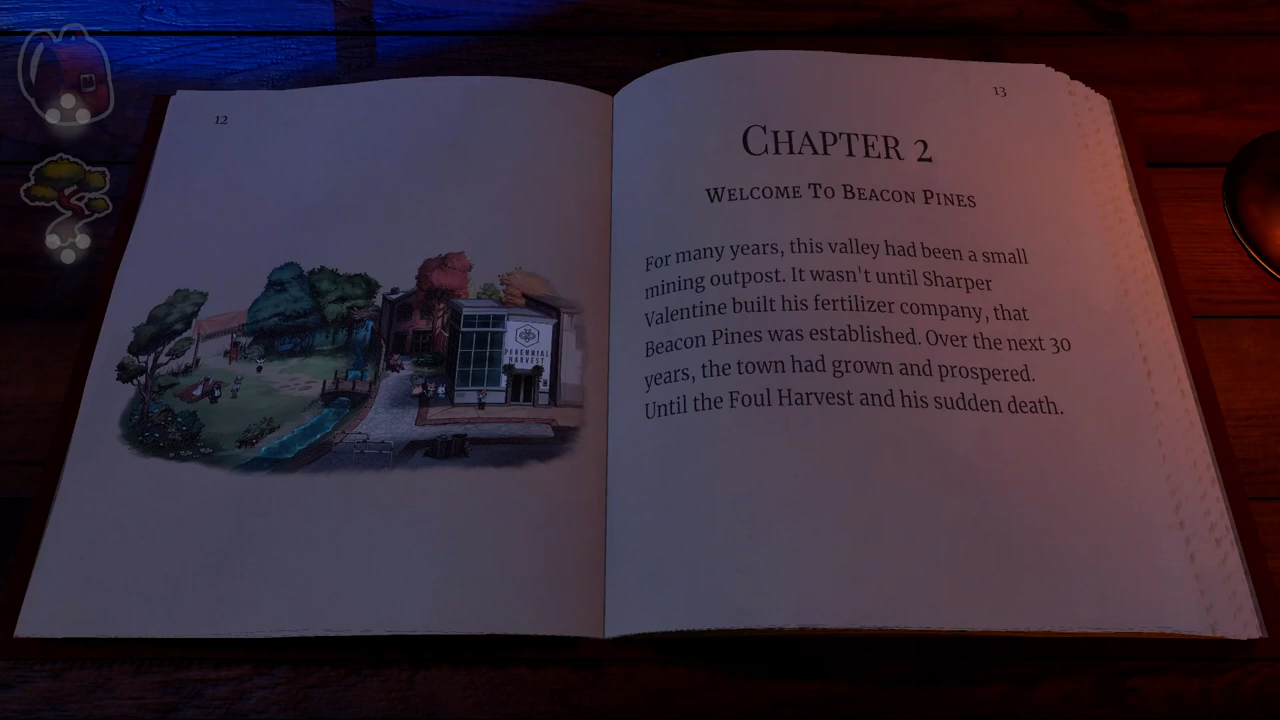 12
PERENNIAL
HARVEST
13
CHAPTER 2
WELCOME TO BEACON PINES
For many years, this valley had been a small
mining outpost. It wasn't until Sharper
Valentine built his fertilizer company, that
Beacon Pines was established. Over the next 30
years, the town had grown and prospered.
Until the Foul Harvest and his sudden death.